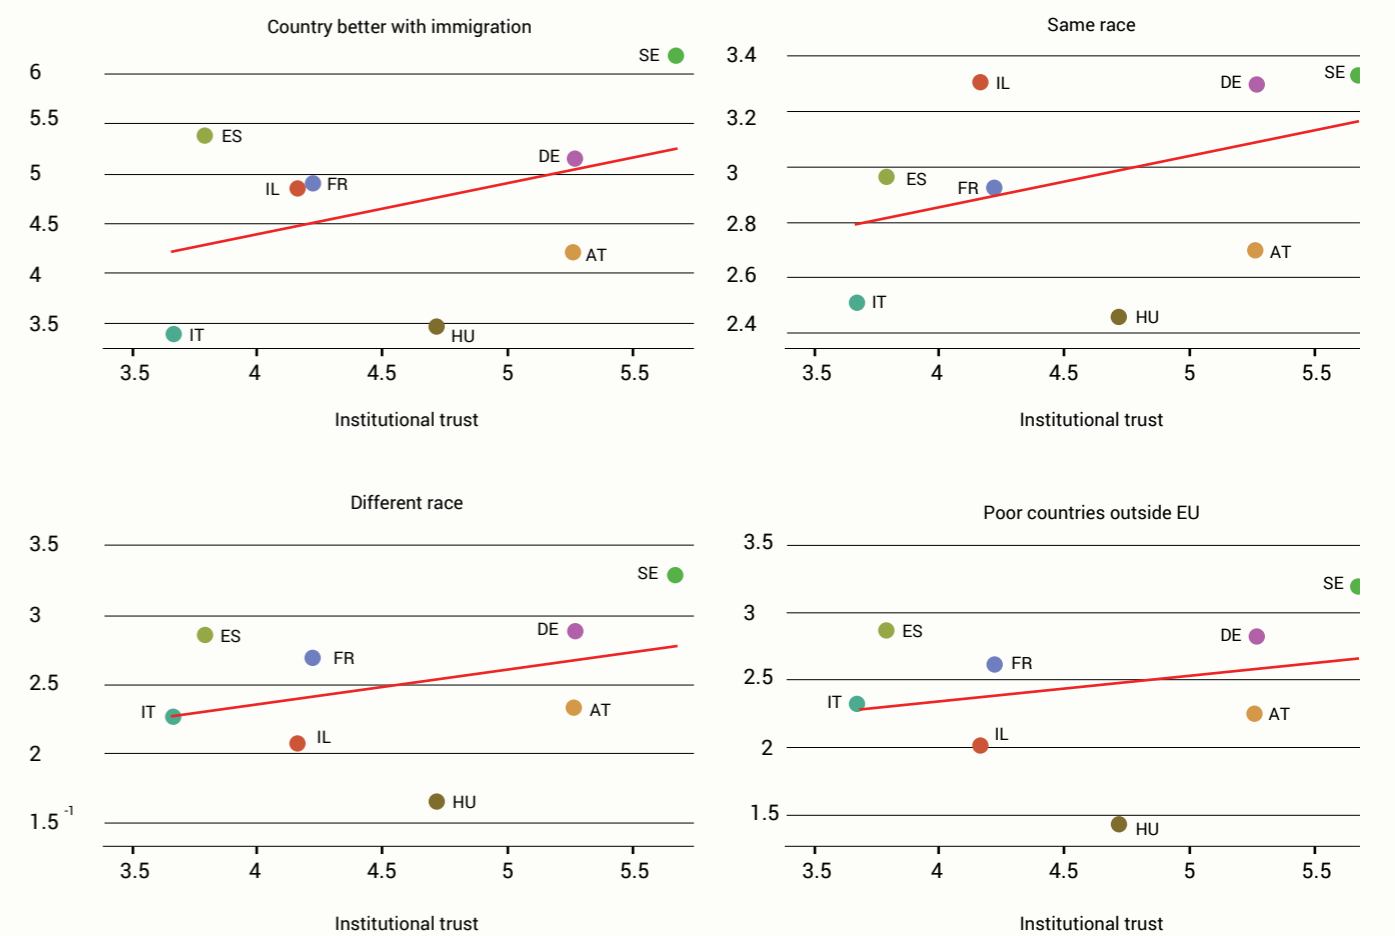 Country better with immigration
SE
6
5.5
ES
DE
5
IL
FR
4.5
AT
4
3.5
IT
HU
3.5
4
4.5
5
5.5
Institutional trust
Same race
3.4
SE
IL
DE
3.2
3
ES
FR
2.8
AT
2.6
IT
2.4
HU
3.5
4
4.5
5
5.5
Institutional trust
Different race
3.5
SE
3
DE
ES
FR
2.5
IT
AT
IL
2
HU
1.5 -1
3.5
4
4.5
5
5.5
Institutional trust
Poor countries outside EU
3.5
SE
3
ES
DE
FR
2.5
IT
AT
IL
2
1.5
HU
3.5
4
4.5
5
5.5
Institutional trust